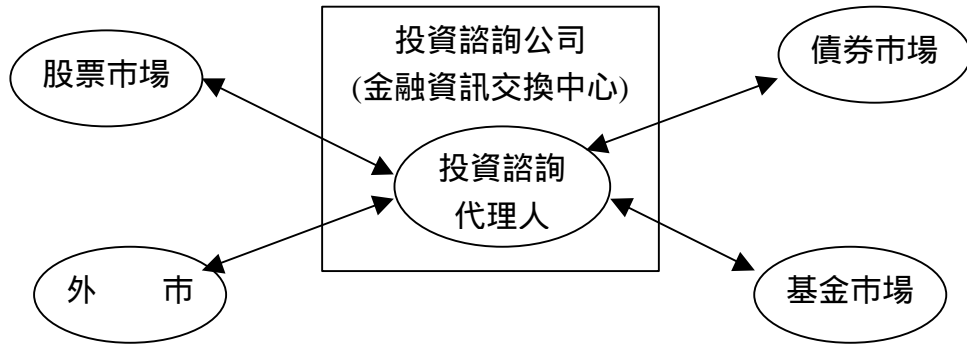 投資諮詢公司
(金融資訊交換中心)
股票市場
債券市場
投資諮詢
代理人
外　　市
基金市場